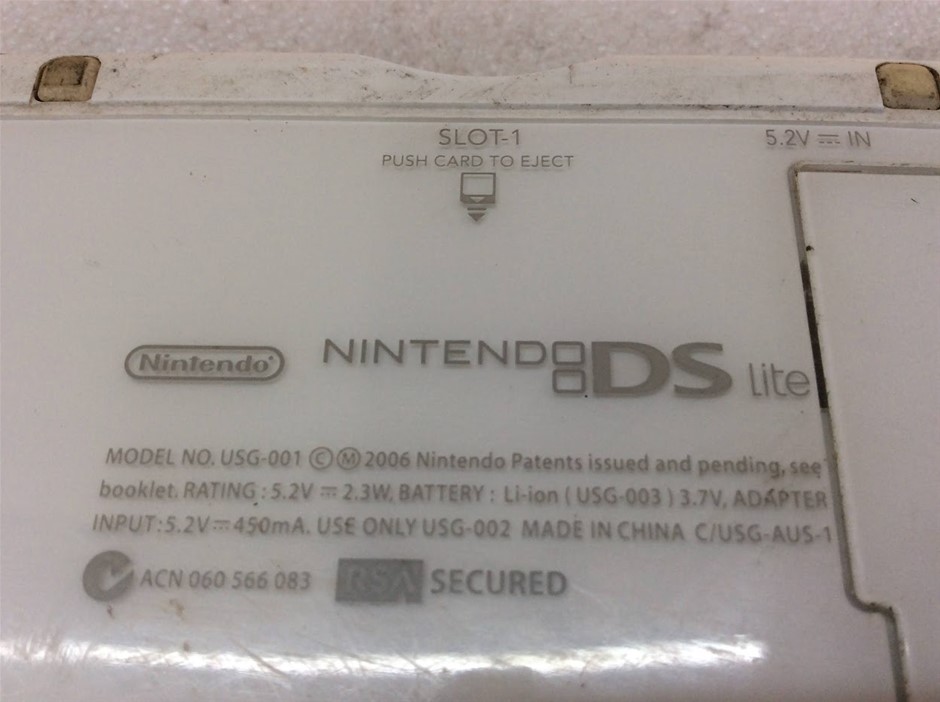 SLOT-1
5.2V ⎓ IN
PUSH CARD TO EJECT
Nintendo®
NINTENDO DS Lite
MODEL NO. USG-001 ©Ⓜ2006 Nintendo Patents issued and pending, see
booklet. RATING : 5.2V ⎓ 2.3W, BATTERY : Li-ion ( USG-003 ) 3.7V, ADAPTER
INPUT:5.2V⎓450mA. USE ONLY USG-002 MADE IN CHINA C/USG-AUS-1
ACN 060 566 083 RSA SECURED